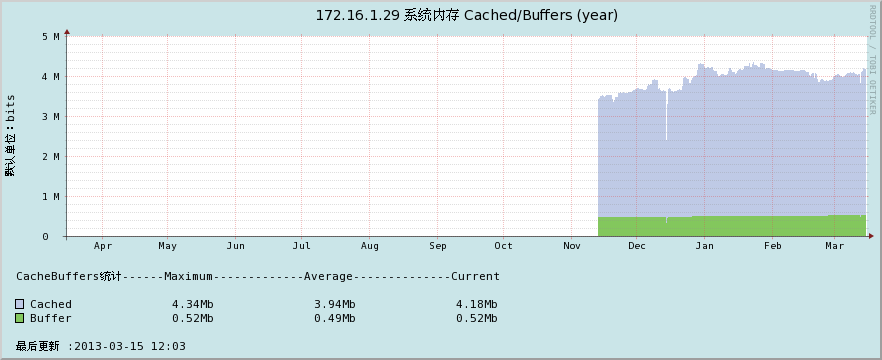 172.16.1.29 系统内存 Cached/Buffers (year)
RRDTOOL / TOBI OETIKER
默认单位：bits
5 M
4 M
3 M
2 M
1 M
0
Apr May Jun Jul Aug Sep Oct Nov Dec Jan Feb Mar
CacheBuffers统计------Maximum-------------Average--------------Current
Cached 4.34Mb 3.94Mb 4.18Mb
Buffer 0.52Mb 0.49Mb 0.52Mb
最后更新 :2013-03-15 12:03